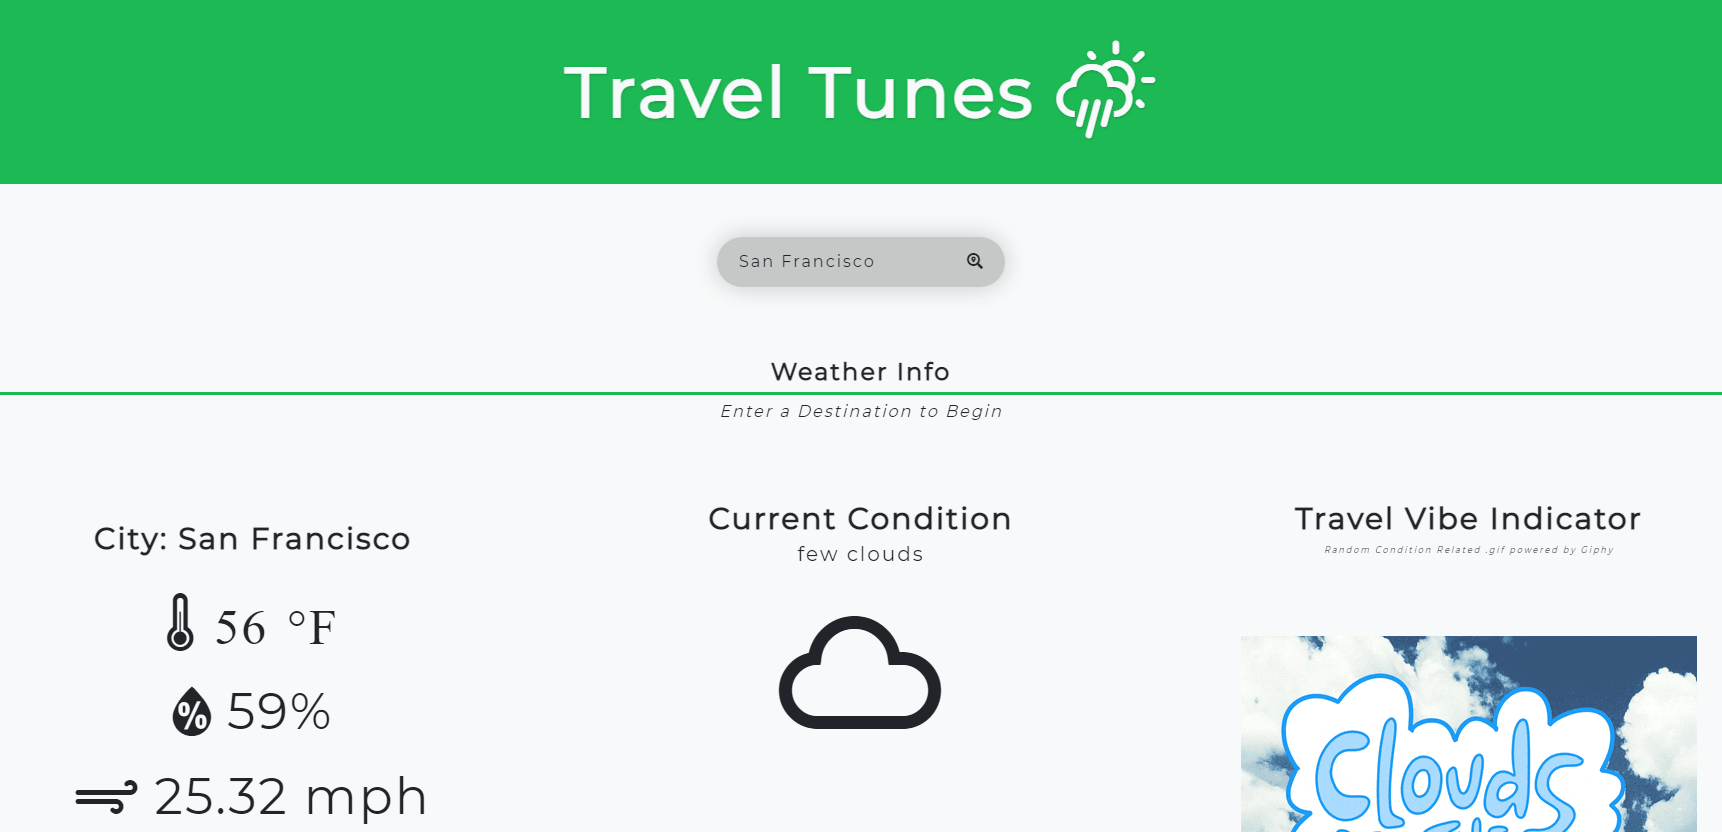 Travel Tunes
San Francisco
Weather Info
Enter a Destination to Begin
City: San Francisco
56 °F
59%
25.32 mph
Current Condition
few clouds
Travel Vibe Indicator
Random Condition Related .gif powered by Giphy
Clouds